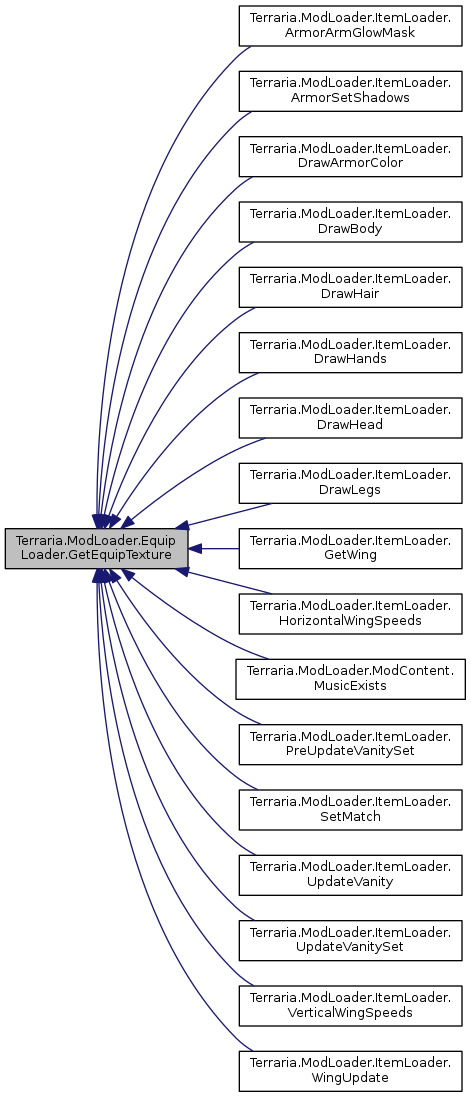 Terraria.ModLoader.ItemLoader.
ArmorArmGlowMask
Terraria.ModLoader.ItemLoader.
ArmorSetShadows
Terraria.ModLoader.ItemLoader.
DrawArmorColor
Terraria.ModLoader.ItemLoader.
DrawBody
Terraria.ModLoader.ItemLoader.
DrawHair
Terraria.ModLoader.ItemLoader.
DrawHands
Terraria.ModLoader.ItemLoader.
DrawHead
Terraria.ModLoader.ItemLoader.
DrawLegs
Terraria.ModLoader.Equip
Loader.GetEquipTexture
Terraria.ModLoader.ItemLoader.
GetWing
Terraria.ModLoader.ItemLoader.
HorizontalWingSpeeds
Terraria.ModLoader.ModContent.
MusicExists
Terraria.ModLoader.ItemLoader.
PreUpdateVanitySet
Terraria.ModLoader.ItemLoader.
SetMatch
Terraria.ModLoader.ItemLoader.
UpdateVanity
Terraria.ModLoader.ItemLoader.
UpdateVanitySet
Terraria.ModLoader.ItemLoader.
VerticalWingSpeeds
Terraria.ModLoader.ItemLoader.
WingUpdate